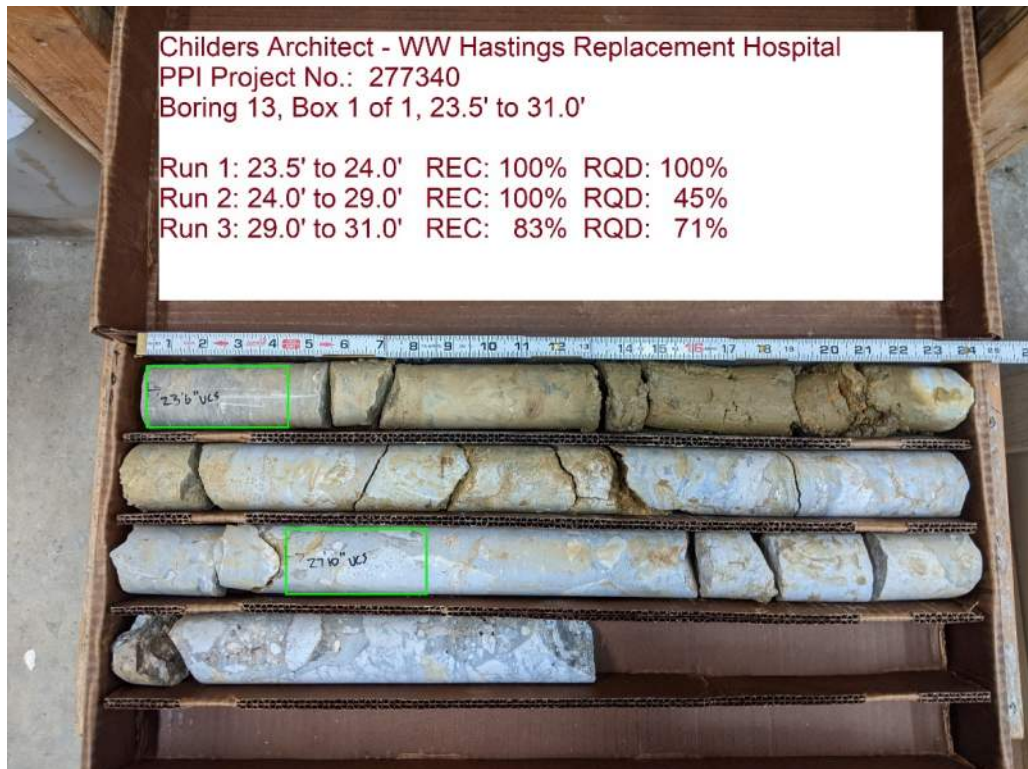 Childers Architect - WW Hastings Replacement Hospital
PPI Project No.: 277340
Boring 13, Box 1 of 1, 23.5' to 31.0'
Run 1: 23.5' to 24.0' REC: 100% RQD: 100%
Run 2: 24.0' to 29.0' REC: 100% RQD: 45%
Run 3: 29.0' to 31.0' REC: 83% RQD: 71%
1 2 3 4 5 6 7 8 9 10 11 12 13 14 15 16 17 18 19 20 21 22 23 24 25
23'6" UCS
27'10" UCS